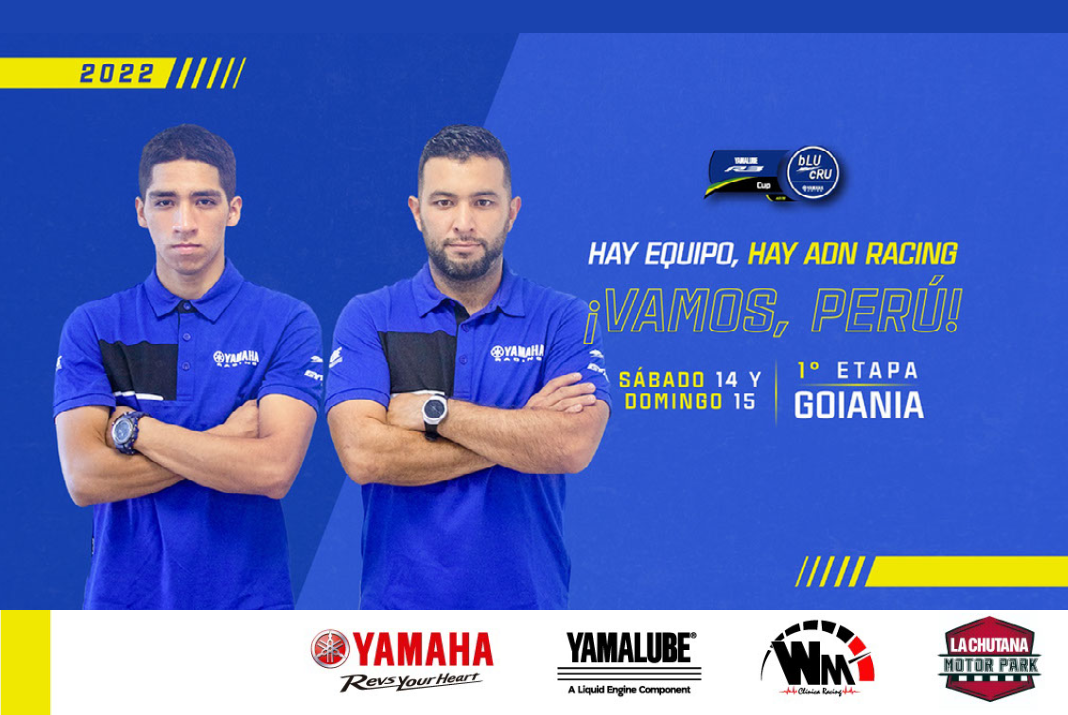 2022
YAMALUBE
R3
Cup
bLU
cRU
YAMAHA
HAY EQUIPO, HAY ADN RACING
¡VAMOS, PERÚ!
SÁBADO 14 Y
DOMINGO 15
1° ETAPA
GOIANIA
YAMAHA
RACING
YAMAHA
RACING
YAMAHA
Revs Your Heart
YAMALUBE®
A Liquid Engine Component
WM
Clínica Racing
LA CHUTANA
MOTOR PARK